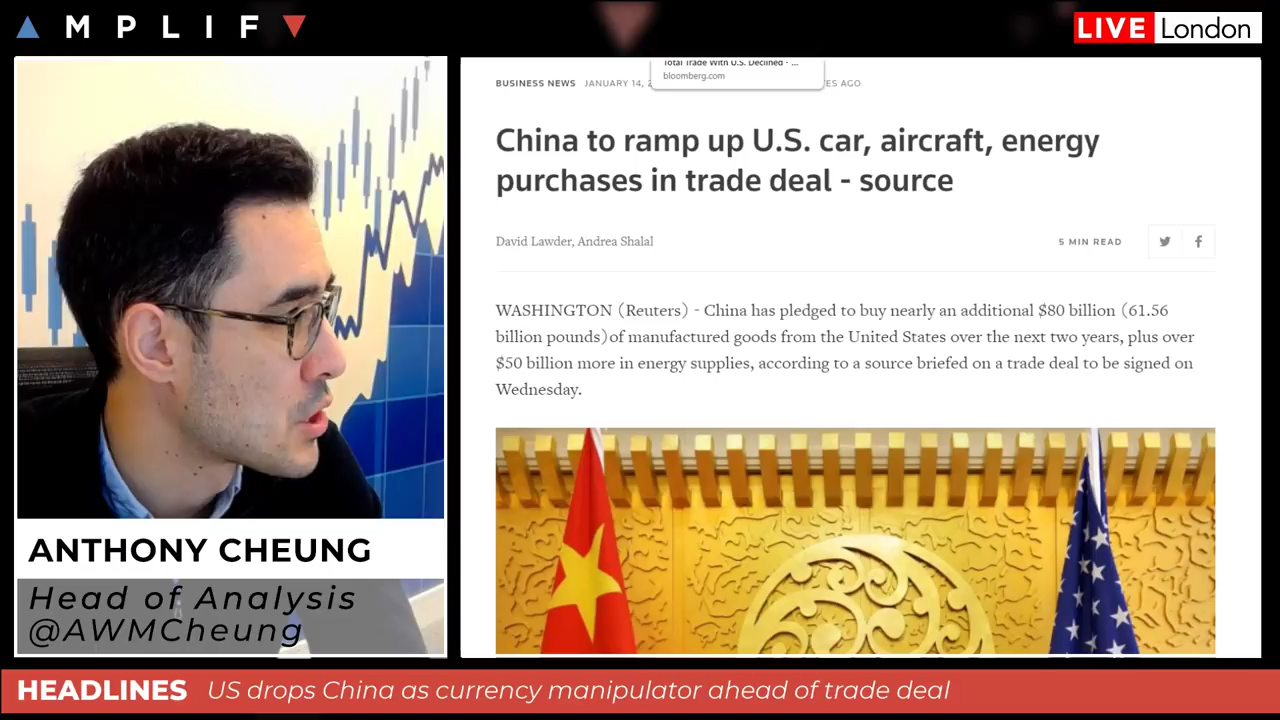 MPLIF
LIVE London
Total Trade With U.S. Declined - ...
bloomberg.com
BUSINESS NEWS JANUARY 14, 2 ES AGO
China to ramp up U.S. car, aircraft, energy
purchases in trade deal - source
David Lawder, Andrea Shalal
5 MIN READ
WASHINGTON (Reuters) - China has pledged to buy nearly an additional $80 billion (61.56
billion pounds)of manufactured goods from the United States over the next two years, plus over
$50 billion more in energy supplies, according to a source briefed on a trade deal to be signed on
Wednesday.
ANTHONY CHEUNG
Head of Analysis
@AWMCheung
HEADLINES US drops China as currency manipulator ahead of trade deal